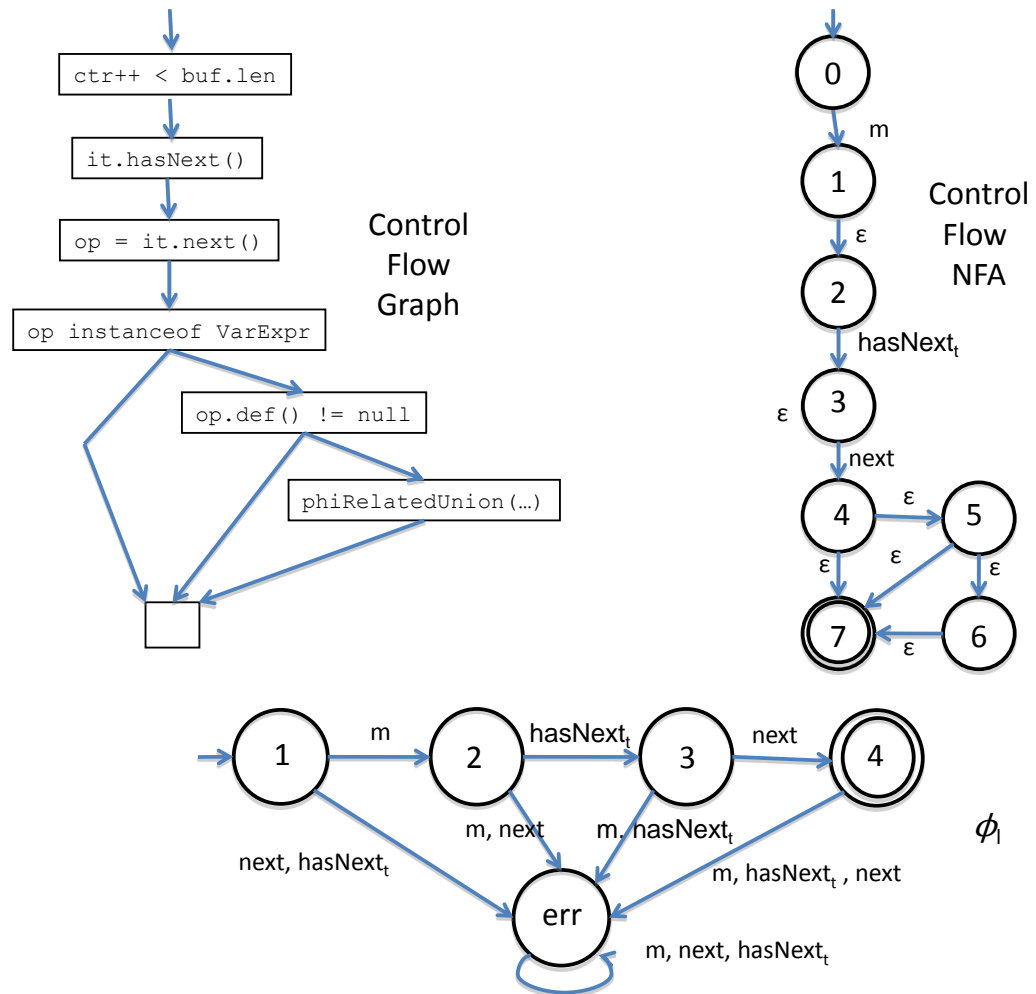 ctr++ < buf.len
it.hasNext()
op = it.next()
op instanceof VarExpr
op.def() != null
phiRelatedUnion(…)
Control
Flow
Graph
0
m
1
ε
2
hasNextₜ
3
ε
next
4
ε
5
ε
ε
ε
7
ε
6
Control
Flow
NFA
1
m
2
hasNextₜ
3
next
4
next, hasNextₜ
m, next
m, hasNextₜ
m, hasNextₜ , next
err
m, next, hasNextₜ
ϕₗ